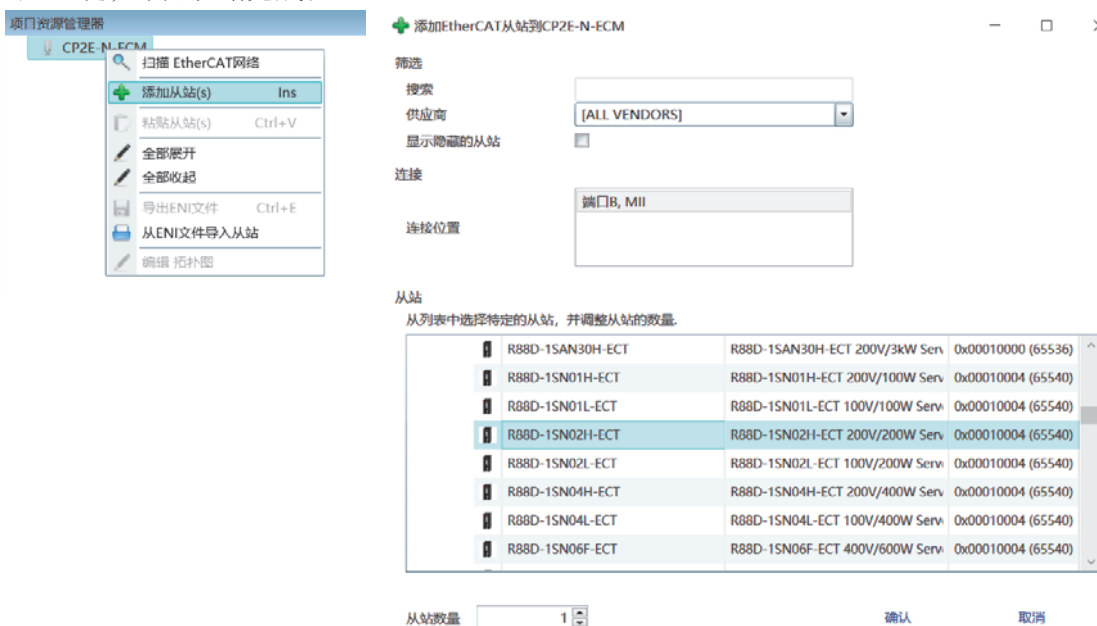 项目资源管理器
CP2E-N-ECM
扫描 EtherCAT网络
添加从站(s) Ins
粘贴从站(s) Ctrl+V
全部展开
全部收起
导出ENI文件 Ctrl+E
从ENI文件导入从站
编辑 拓扑图
添加EtherCAT从站到CP2E-N-ECM
筛选
搜索
供应商 [ALL VENDORS]
显示隐藏的从站
连接
端口B, MII
连接位置
从站
从列表中选择特定的从站，并调整从站的数量.
R88D-1SAN30H-ECT R88D-1SAN30H-ECT 200V/3kW Serv 0x00010000 (65536)
R88D-1SN01H-ECT R88D-1SN01H-ECT 200V/100W Serv 0x00010004 (65540)
R88D-1SN01L-ECT R88D-1SN01L-ECT 100V/100W Serv 0x00010004 (65540)
R88D-1SN02H-ECT R88D-1SN02H-ECT 200V/200W Serv 0x00010004 (65540)
R88D-1SN02L-ECT R88D-1SN02L-ECT 100V/200W Serv 0x00010004 (65540)
R88D-1SN04H-ECT R88D-1SN04H-ECT 200V/400W Serv 0x00010004 (65540)
R88D-1SN04L-ECT R88D-1SN04L-ECT 100V/400W Serv 0x00010004 (65540)
R88D-1SN06F-ECT R88D-1SN06F-ECT 400V/600W Serv 0x00010004 (65540)
从站数量 1 确认 取消